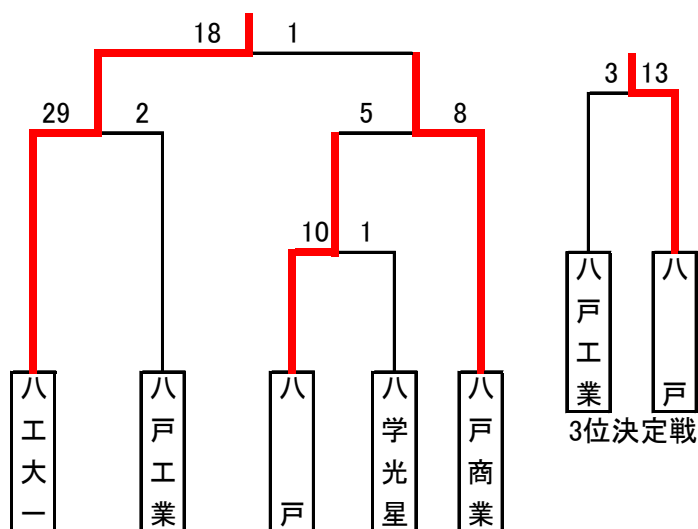 18 1
3 13
29 2
5 8
10 1
八工大一
八戸工業
八戸
八学光星
八戸商業
八戸工業
八戸
3位決定戦